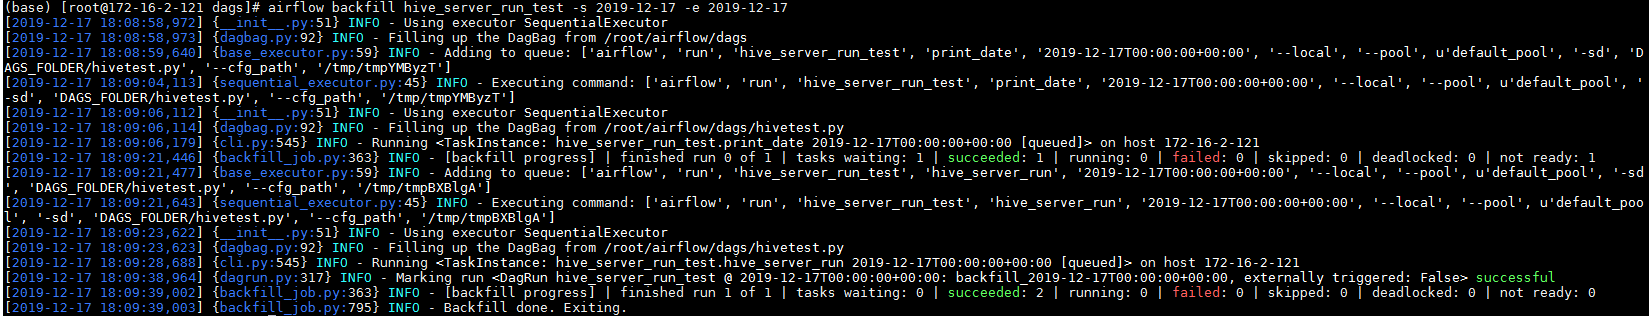 (base) [root@172-16-2-121 dags]# airflow backfill hive_server_run_test -s 2019-12-17 -e 2019-12-17
[2019-12-17 18:08:58,972] {__init__.py:51} INFO - Using executor SequentialExecutor
[2019-12-17 18:08:58,973] {dagbag.py:92} INFO - Filling up the DagBag from /root/airflow/dags
[2019-12-17 18:08:59,640] {base_executor.py:59} INFO - Adding to queue: ['airflow', 'run', 'hive_server_run_test', 'print_date', '2019-12-17T00:00:00+00:00', '--local', '--pool', u'default_pool', '-sd', 'D
AGS_FOLDER/hivetest.py', '--cfg_path', '/tmp/tmpYMByzT']
[2019-12-17 18:09:04,113] {sequential_executor.py:45} INFO - Executing command: ['airflow', 'run', 'hive_server_run_test', 'print_date', '2019-12-17T00:00:00+00:00', '--local', '--pool', u'default_pool', '
-sd', 'DAGS_FOLDER/hivetest.py', '--cfg_path', '/tmp/tmpYMByzT']
[2019-12-17 18:09:06,112] {__init__.py:51} INFO - Using executor SequentialExecutor
[2019-12-17 18:09:06,114] {dagbag.py:92} INFO - Filling up the DagBag from /root/airflow/dags/hivetest.py
[2019-12-17 18:09:06,179] {cli.py:545} INFO - Running <TaskInstance: hive_server_run_test.print_date 2019-12-17T00:00:00+00:00 [queued]> on host 172-16-2-121
[2019-12-17 18:09:21,446] {backfill_job.py:363} INFO - [backfill progress] | finished run 0 of 1 | tasks waiting: 1 | succeeded: 1 | running: 0 | failed: 0 | skipped: 0 | deadlocked: 0 | not ready: 1
[2019-12-17 18:09:21,477] {base_executor.py:59} INFO - Adding to queue: ['airflow', 'run', 'hive_server_run_test', 'hive_server_run', '2019-12-17T00:00:00+00:00', '--local', '--pool', u'default_pool', '-sd
', 'DAGS_FOLDER/hivetest.py', '--cfg_path', '/tmp/tmpBXBlgA']
[2019-12-17 18:09:21,643] {sequential_executor.py:45} INFO - Executing command: ['airflow', 'run', 'hive_server_run_test', 'hive_server_run', '2019-12-17T00:00:00+00:00', '--local', '--pool', u'default_poo
l', '-sd', 'DAGS_FOLDER/hivetest.py', '--cfg_path', '/tmp/tmpBXBlgA']
[2019-12-17 18:09:23,622] {__init__.py:51} INFO - Using executor SequentialExecutor
[2019-12-17 18:09:23,623] {dagbag.py:92} INFO - Filling up the DagBag from /root/airflow/dags/hivetest.py
[2019-12-17 18:09:28,688] {cli.py:545} INFO - Running <TaskInstance: hive_server_run_test.hive_server_run 2019-12-17T00:00:00+00:00 [queued]> on host 172-16-2-121
[2019-12-17 18:09:38,964] {dagrun.py:317} INFO - Marking run <DagRun hive_server_run_test @ 2019-12-17T00:00:00+00:00: backfill_2019-12-17T00:00:00+00:00, externally triggered: False> successful
[2019-12-17 18:09:39,002] {backfill_job.py:363} INFO - [backfill progress] | finished run 1 of 1 | tasks waiting: 0 | succeeded: 2 | running: 0 | failed: 0 | skipped: 0 | deadlocked: 0 | not ready: 0
[2019-12-17 18:09:39,003] {backfill_job.py:795} INFO - Backfill done. Exiting.